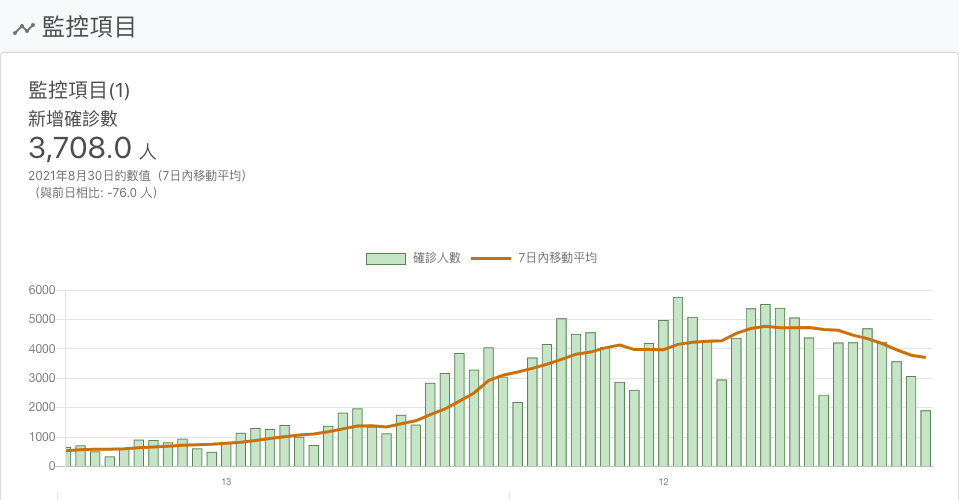 監控項目
監控項目(1)
新增確診數
3,708.0 人
2021年8月30日的數值（7日內移動平均）
（與前日相比: -76.0 人）
確診人數 7日內移動平均
6000
5000
4000
3000
2000
1000
0
13 12